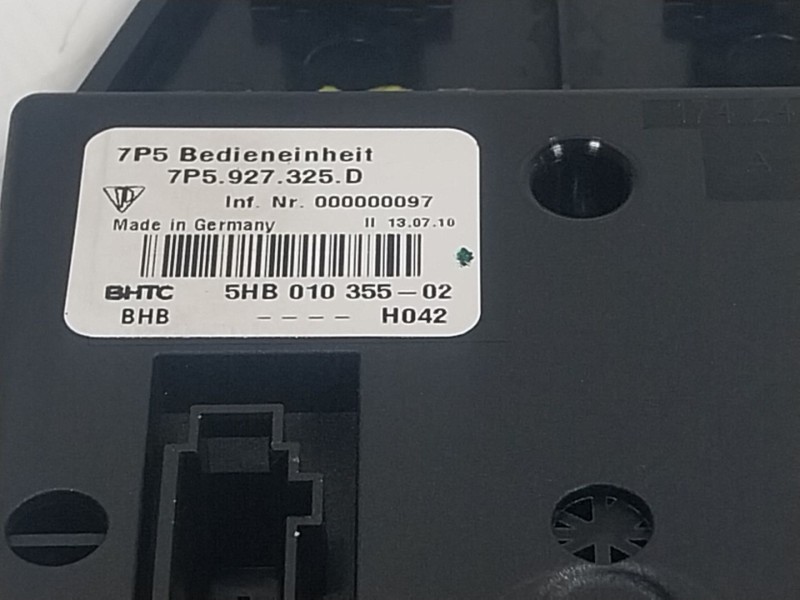 7P5 Bedieneinheit
7P5.927.325.D
Inf. Nr. 000000097
Made in Germany II 13.07.10
BHTC 5HB 010 355-02
BHB ---- H042
A